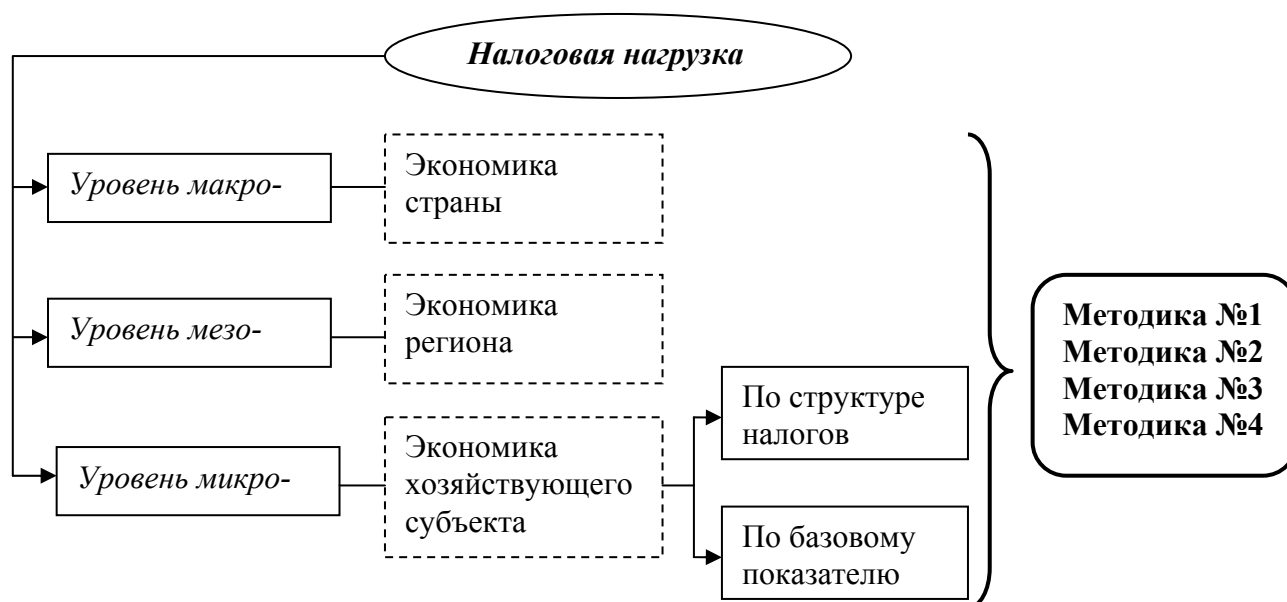 Налоговая нагрузка
Уровень макро-
Экономика
страны
Уровень мезо-
Экономика
региона
Уровень микро-
Экономика
хозяйствующего
субъекта
По структуре
налогов
По базовому
показателю
Методика №1
Методика №2
Методика №3
Методика №4